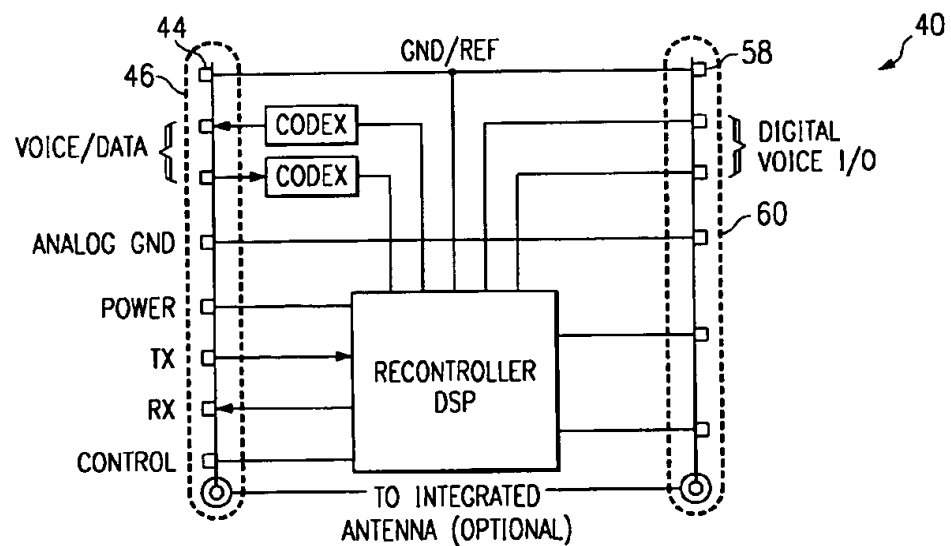 44
GND/REF
40
46
58
CODEX
VOICE/DATA
CODEX
DIGITAL
VOICE I/O
60
ANALOG GND
POWER
TX
RECONTROLLER
DSP
RX
CONTROL
TO INTEGRATED
ANTENNA (OPTIONAL)